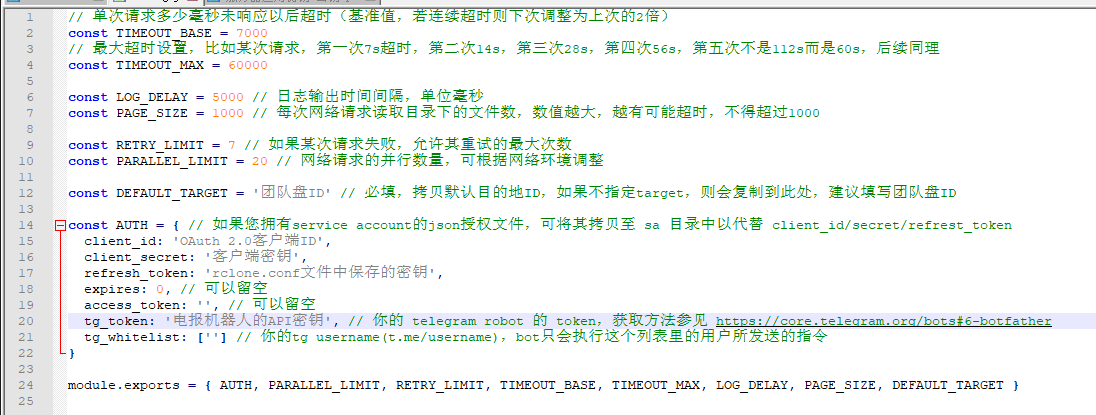 1 // 单次请求多少毫秒未响应以后超时（基准值，若连续超时则下次调整为上次的2倍）
2 const TIMEOUT_BASE = 7000
3 // 最大超时设置，比如某次请求，第一次7s超时，第二次14s，第三次28s，第四次56s，第五次不是112s而是60s，后续同理
4 const TIMEOUT_MAX = 60000
5
6 const LOG_DELAY = 5000 // 日志输出时间间隔，单位毫秒
7 const PAGE_SIZE = 1000 // 每次网络请求读取目录下的文件数，数值越大，越有可能超时，不得超过1000
8
9 const RETRY_LIMIT = 7 // 如果某次请求失败，允许其重试的最大次数
10 const PARALLEL_LIMIT = 20 // 网络请求的并行数量，可根据网络环境调整
11
12 const DEFAULT_TARGET = '团队盘ID' // 必填，拷贝默认目的地ID，如果不指定target，则会复制到此处，建议填写团队盘ID
13
14 const AUTH = { // 如果您拥有service account的json授权文件，可将其拷贝至 sa 目录中以代替 client_id/secret/refrest_token
15 client_id: 'OAuth 2.0客户端ID',
16 client_secret: '客户端密钥',
17 refresh_token: 'rclone.conf文件中保存的密钥',
18 expires: 0, // 可以留空
19 access_token: '', // 可以留空
20 tg_token: '电报机器人的API密钥', // 你的 telegram robot 的 token，获取方法参见 https://core.telegram.org/bots#6-botfather
21 tg_whitelist: [''] // 你的tg username(t.me/username)，bot只会执行这个列表里的用户所发送的指令
22 }
23
24 module.exports = { AUTH, PARALLEL_LIMIT, RETRY_LIMIT, TIMEOUT_BASE, TIMEOUT_MAX, LOG_DELAY, PAGE_SIZE, DEFAULT_TARGET }
25